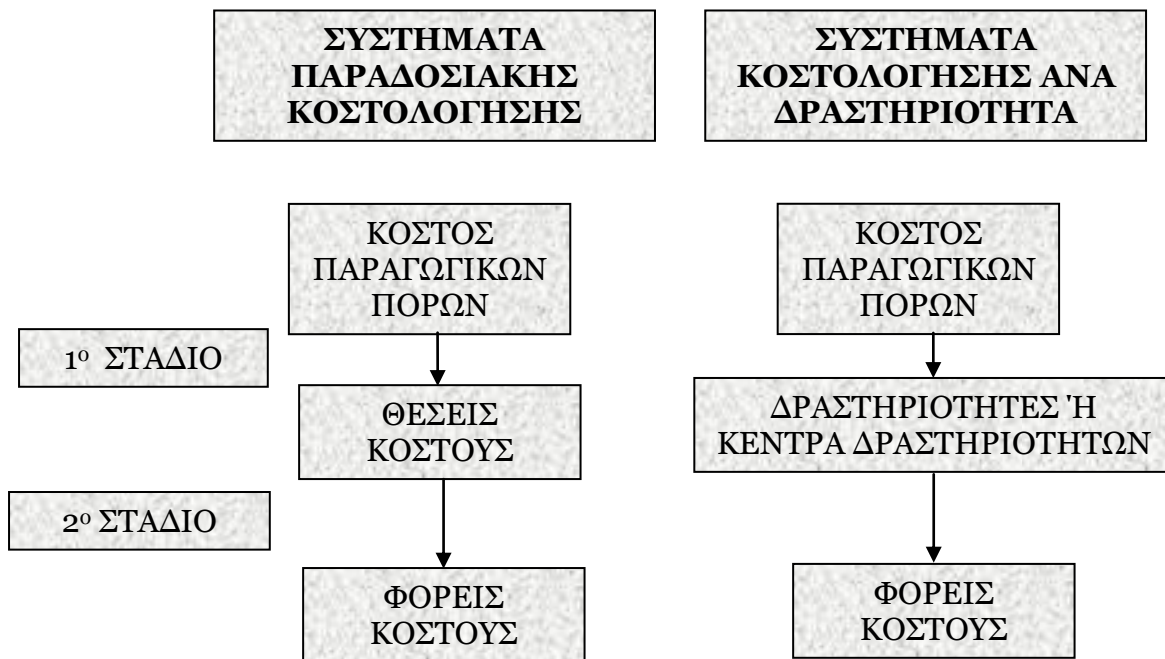 ΣΥΣΤΗΜΑΤΑ
ΠΑΡΑΔΟΣΙΑΚΗΣ
ΚΟΣΤΟΛΟΓΗΣΗΣ
ΣΥΣΤΗΜΑΤΑ
ΚΟΣΤΟΛΟΓΗΣΗΣ ΑΝΑ
ΔΡΑΣΤΗΡΙΟΤΗΤΑ
ΚΟΣΤΟΣ
ΠΑΡΑΓΩΓΙΚΩΝ
ΠΟΡΩΝ
ΚΟΣΤΟΣ
ΠΑΡΑΓΩΓΙΚΩΝ
ΠΟΡΩΝ
1ο ΣΤΑΔΙΟ
ΘΕΣΕΙΣ
ΚΟΣΤΟΥΣ
ΔΡΑΣΤΗΡΙΟΤΗΤΕΣ Ή
ΚΕΝΤΡΑ ΔΡΑΣΤΗΡΙΟΤΗΤΩΝ
2ο ΣΤΑΔΙΟ
ΦΟΡΕΙΣ
ΚΟΣΤΟΥΣ
ΦΟΡΕΙΣ
ΚΟΣΤΟΥΣ